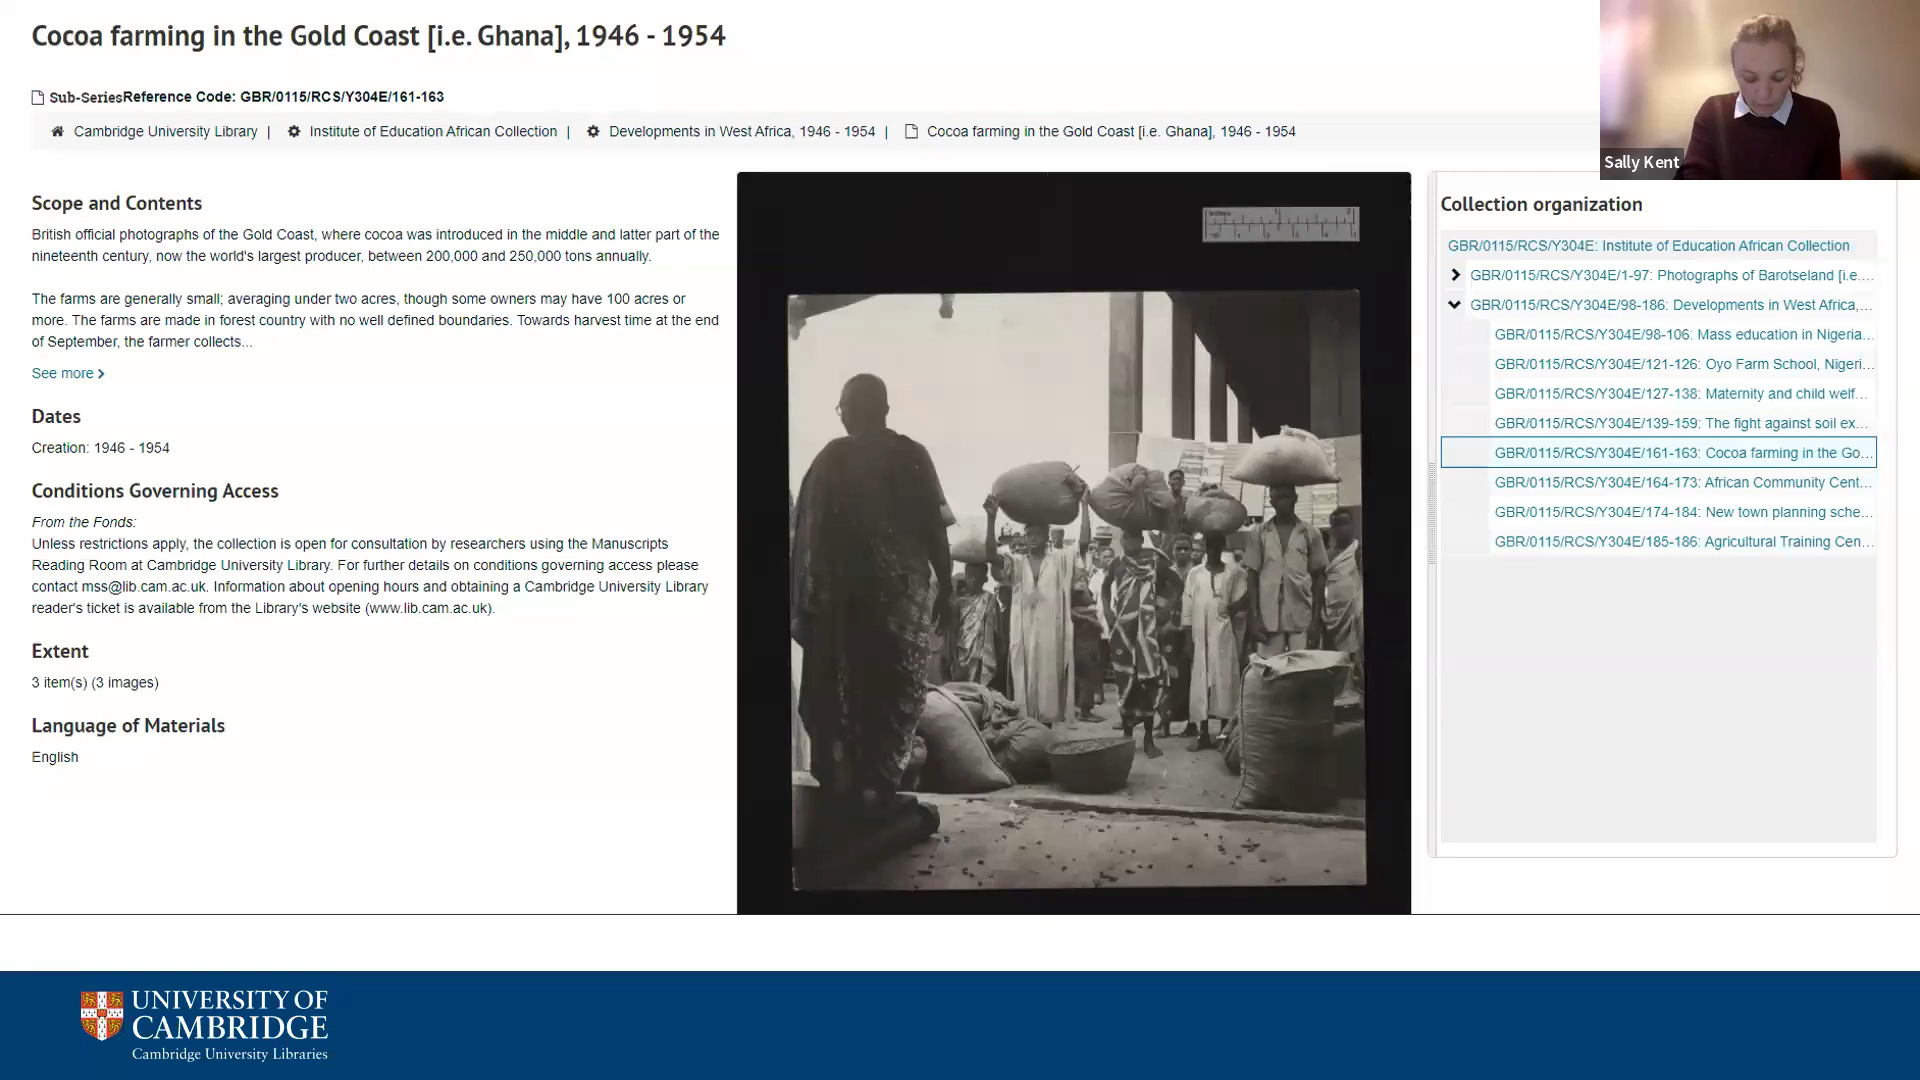 Cocoa farming in the Gold Coast [i.e. Ghana], 1946 - 1954
Sub-Series Reference Code: GBR/0115/RCS/Y304E/161-163
Cambridge University Library | Institute of Education African Collection | Developments in West Africa, 1946 - 1954 | Cocoa farming in the Gold Coast [i.e. Ghana], 1946 - 1954
Sally Kent
Scope and Contents
British official photographs of the Gold Coast, where cocoa was introduced in the middle and latter part of the
nineteenth century, now the world's largest producer, between 200,000 and 250,000 tons annually.
The farms are generally small; averaging under two acres, though some owners may have 100 acres or
more. The farms are made in forest country with no well defined boundaries. Towards harvest time at the end
of September, the farmer collects...
See more
Dates
Creation: 1946 - 1954
Conditions Governing Access
From the Fonds:
Unless restrictions apply, the collection is open for consultation by researchers using the Manuscripts
Reading Room at Cambridge University Library. For further details on conditions governing access please
contact mss@lib.cam.ac.uk. Information about opening hours and obtaining a Cambridge University Library
reader's ticket is available from the Library's website (www.lib.cam.ac.uk).
Extent
3 item(s) (3 images)
Language of Materials
English
Collection organization
GBR/0115/RCS/Y304E: Institute of Education African Collection
GBR/0115/RCS/Y304E/1-97: Photographs of Barotseland [i.e....
GBR/0115/RCS/Y304E/98-186: Developments in West Africa,...
GBR/0115/RCS/Y304E/98-106: Mass education in Nigeria...
GBR/0115/RCS/Y304E/121-126: Oyo Farm School, Nigeri...
GBR/0115/RCS/Y304E/127-138: Maternity and child welf...
GBR/0115/RCS/Y304E/139-159: The fight against soil ex...
GBR/0115/RCS/Y304E/161-163: Cocoa farming in the Go...
GBR/0115/RCS/Y304E/164-173: African Community Cent...
GBR/0115/RCS/Y304E/174-184: New town planning sche...
GBR/0115/RCS/Y304E/185-186: Agricultural Training Cen...
UNIVERSITY OF
CAMBRIDGE
Cambridge University Libraries